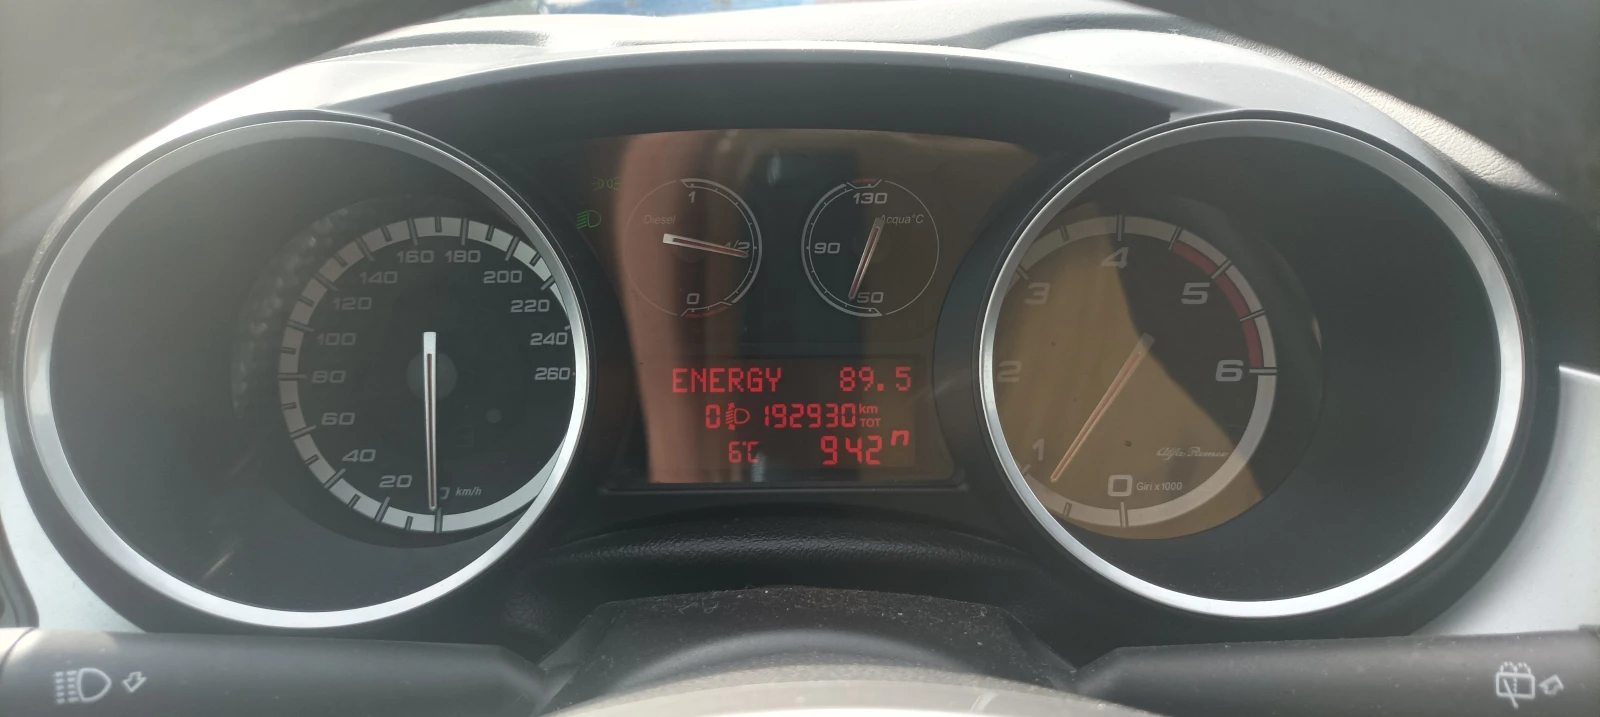 160 180
140 200
120 220
100 240
80 260
60
40
20
0 km/h
1
Diesel
1/2
0
130
Acqua°C
90
50
ENERGY 89.5
0 192930 km TOT
6°C 942
4
3 5
2 6
1
Alfa Romeo
0 Giri x 1000